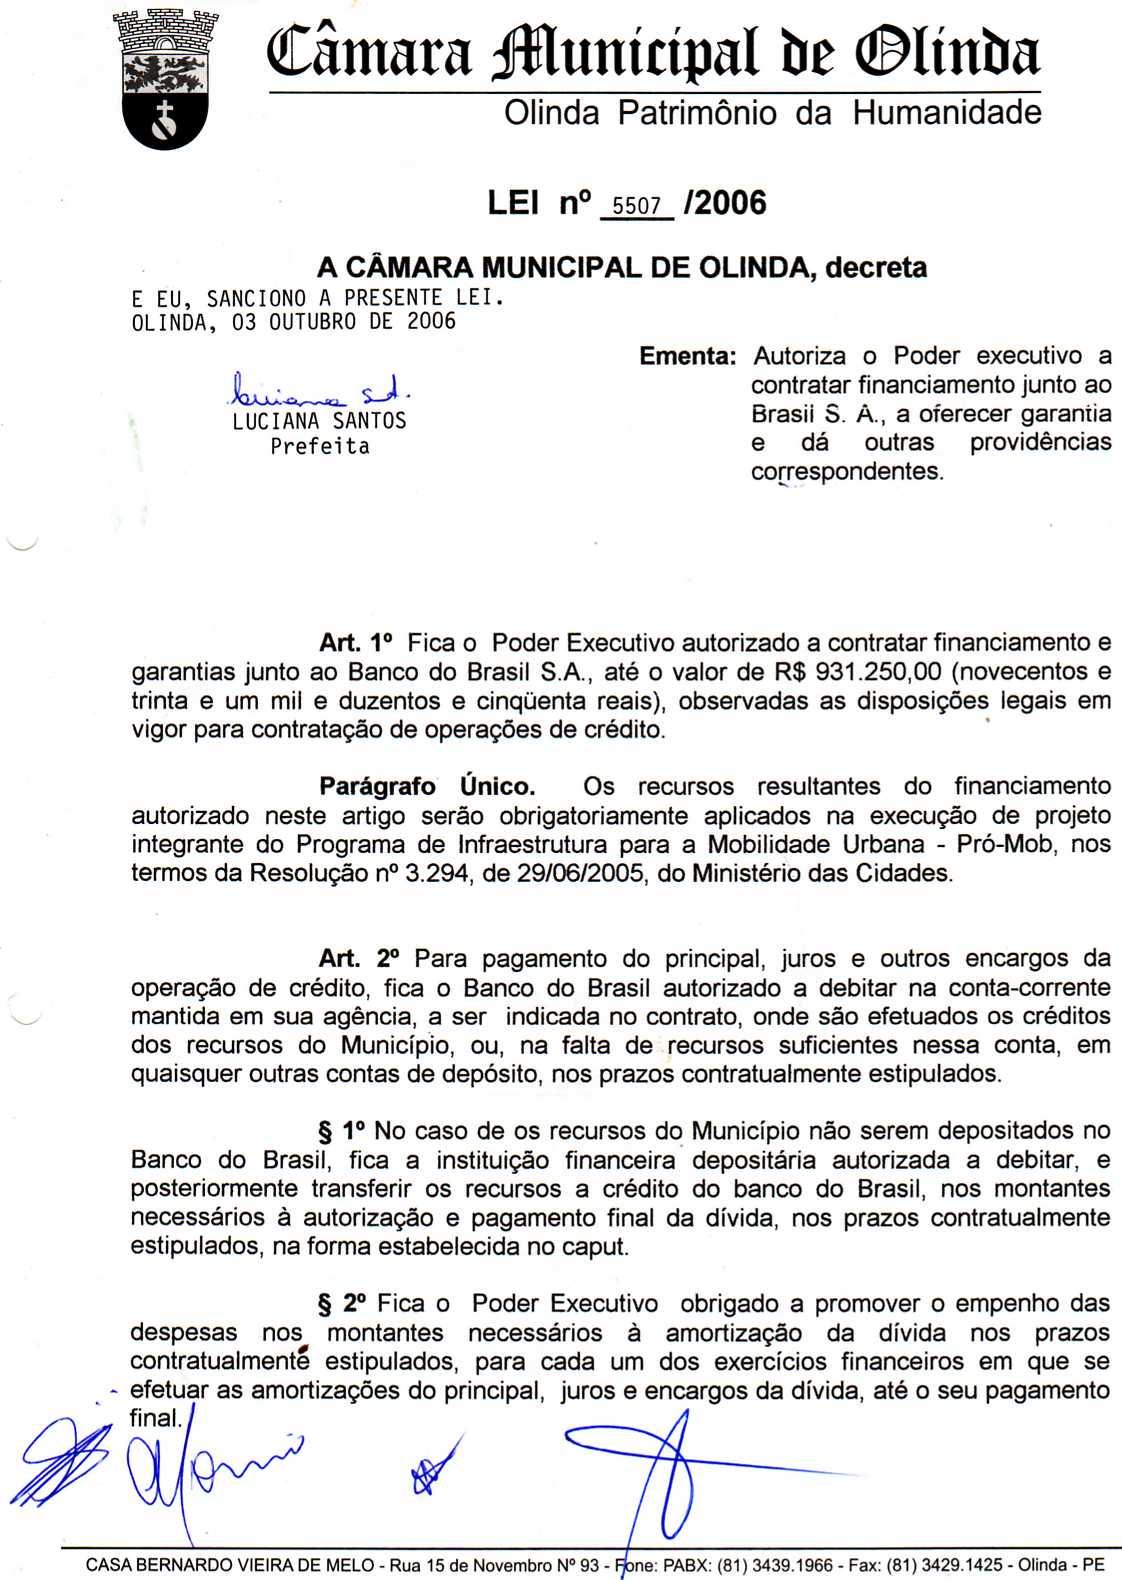 Câmara Municipal de Olinda
Olinda Patrimônio da Humanidade
LEI nº 5507 /2006
A CÂMARA MUNICIPAL DE OLINDA, decreta
E EU, SANCIONO A PRESENTE LEI.
OLINDA, 03 OUTUBRO DE 2006
Ementa: Autoriza o Poder executivo a
contratar financiamento junto ao
Brasil S. A., a oferecer garantia
e dá outras providências
correspondentes.
LUCIANA SANTOS
Prefeita
Art. 1º Fica o Poder Executivo autorizado a contratar financiamento e
garantias junto ao Banco do Brasil S.A., até o valor de R$ 931.250,00 (novecentos e
trinta e um mil e duzentos e cinqüenta reais), observadas as disposições legais em
vigor para contratação de operações de crédito.
Parágrafo Único. Os recursos resultantes do financiamento
autorizado neste artigo serão obrigatoriamente aplicados na execução de projeto
integrante do Programa de Infraestrutura para a Mobilidade Urbana - Pró-Mob, nos
termos da Resolução nº 3.294, de 29/06/2005, do Ministério das Cidades.
Art. 2º Para pagamento do principal, juros e outros encargos da
operação de crédito, fica o Banco do Brasil autorizado a debitar na conta-corrente
mantida em sua agência, a ser indicada no contrato, onde são efetuados os créditos
dos recursos do Município, ou, na falta de recursos suficientes nessa conta, em
quaisquer outras contas de depósito, nos prazos contratualmente estipulados.
§ 1º No caso de os recursos do Município não serem depositados no
Banco do Brasil, fica a instituição financeira depositária autorizada a debitar, e
posteriormente transferir os recursos a crédito do banco do Brasil, nos montantes
necessários à autorização e pagamento final da dívida, nos prazos contratualmente
estipulados, na forma estabelecida no caput.
§ 2º Fica o Poder Executivo obrigado a promover o empenho das
despesas nos montantes necessários à amortização da dívida nos prazos
contratualmente estipulados, para cada um dos exercícios financeiros em que se
efetuar as amortizações do principal, juros e encargos da dívida, até o seu pagamento
final.
CASA BERNARDO VIEIRA DE MELO - Rua 15 de Novembro Nº 93 - Fone: PABX: (81) 3439.1966 - Fax: (81) 3429.1425 - Olinda - PE